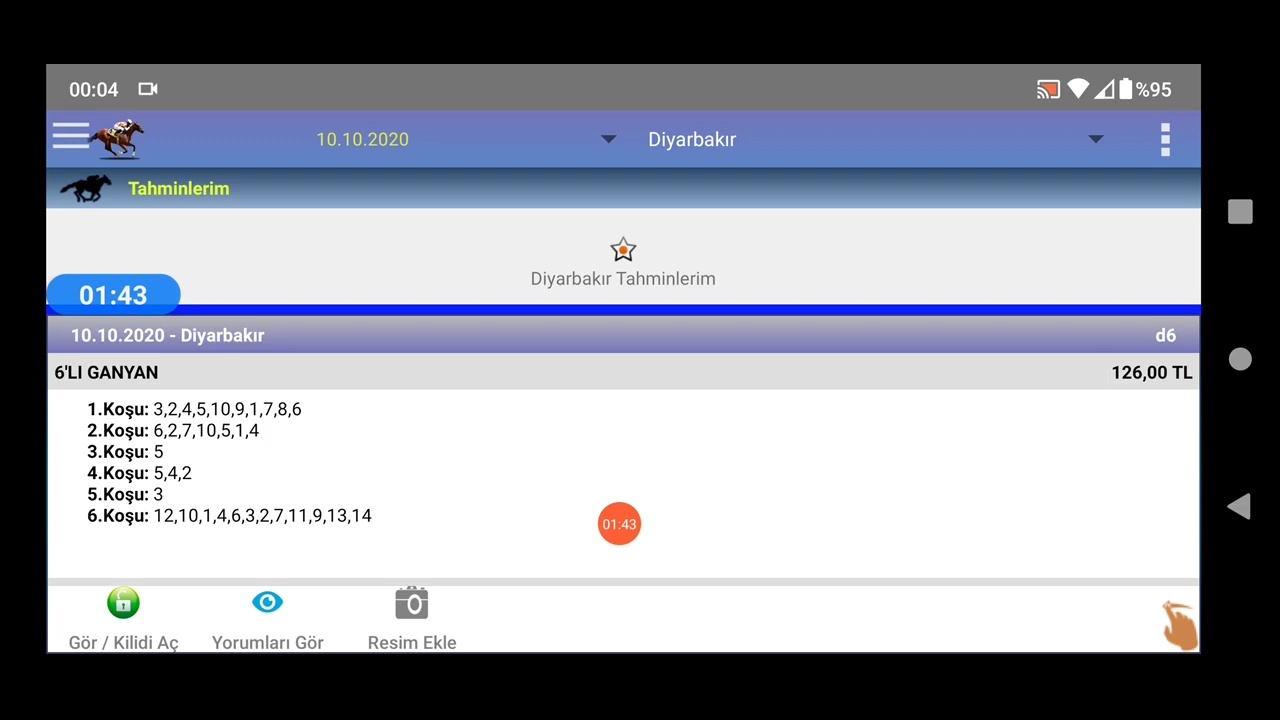 00:04
%95
10.10.2020
Diyarbakır
Tahminlerim
Diyarbakır Tahminlerim
01:43
10.10.2020 - Diyarbakır
d6
6'LI GANYAN
126,00 TL
1.Koşu: 3,2,4,5,10,9,1,7,8,6
2.Koşu: 6,2,7,10,5,1,4
3.Koşu: 5
4.Koşu: 5,4,2
5.Koşu: 3
6.Koşu: 12,10,1,4,6,3,2,7,11,9,13,14
01:43
Gör / Kilidi Aç
Yorumları Gör
Resim Ekle